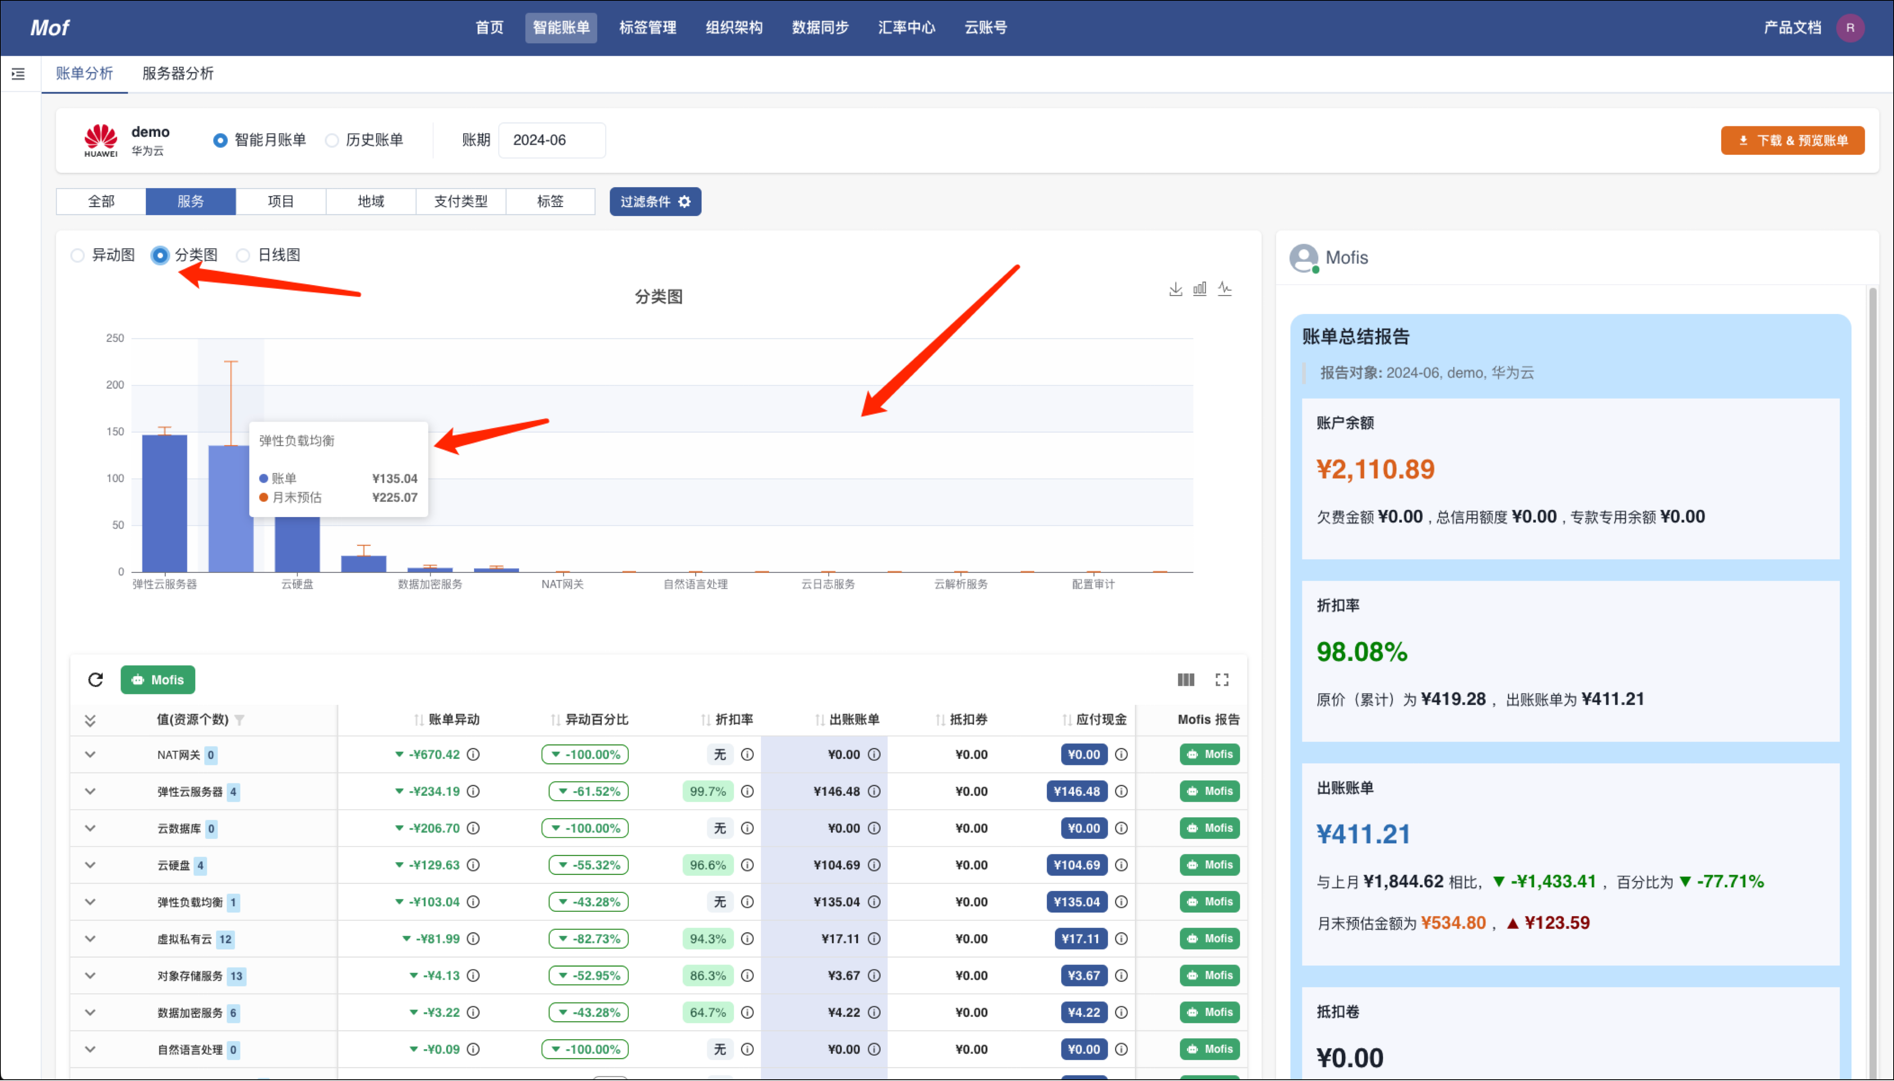 Mof
首页 智能账单 标签管理 组织架构 数据同步 汇率中心 云账号
产品文档 R
账单分析 服务器分析
HUAWEI
demo
华为云
智能月账单 历史账单 账期 2024-06
下载 & 预览账单
全部 服务 项目 地域 支付类型 标签 过滤条件
异动图 分类图 日线图
分类图
250
200
150
100
50
0
弹性负载均衡
账单 ¥135.04
月末预估 ¥225.07
弹性云服务器 云硬盘 数据加密服务 NAT网关 自然语言处理 云日志服务 云解析服务 配置审计
Mofis
值(资源个数) 账单异动 异动百分比 折扣率 出账账单 抵扣券 应付现金 Mofis 报告
NAT网关 0 -¥670.42 -100.00% 无 ¥0.00 ¥0.00 ¥0.00 Mofis
弹性云服务器 4 -¥234.19 -61.52% 99.7% ¥146.48 ¥0.00 ¥146.48 Mofis
云数据库 0 -¥206.70 -100.00% 无 ¥0.00 ¥0.00 ¥0.00 Mofis
云硬盘 4 -¥129.63 -55.32% 96.6% ¥104.69 ¥0.00 ¥104.69 Mofis
弹性负载均衡 1 -¥103.04 -43.28% 无 ¥135.04 ¥0.00 ¥135.04 Mofis
虚拟私有云 12 -¥81.99 -82.73% 94.3% ¥17.11 ¥0.00 ¥17.11 Mofis
对象存储服务 13 -¥4.13 -52.95% 86.3% ¥3.67 ¥0.00 ¥3.67 Mofis
数据加密服务 6 -¥3.22 -43.28% 64.7% ¥4.22 ¥0.00 ¥4.22 Mofis
自然语言处理 0 -¥0.09 -100.00% 无 ¥0.00 ¥0.00 ¥0.00 Mofis
Mofis
账单总结报告
报告对象: 2024-06, demo, 华为云
账户余额
¥2,110.89
欠费金额 ¥0.00 , 总信用额度 ¥0.00 , 专款专用余额 ¥0.00
折扣率
98.08%
原价（累计）为 ¥419.28 ，出账账单为 ¥411.21
出账账单
¥411.21
与上月 ¥1,844.62 相比, ▼ -¥1,433.41 ， 百分比为 ▼ -77.71%
月末预估金额为 ¥534.80 ， ▲ ¥123.59
抵扣卷
¥0.00